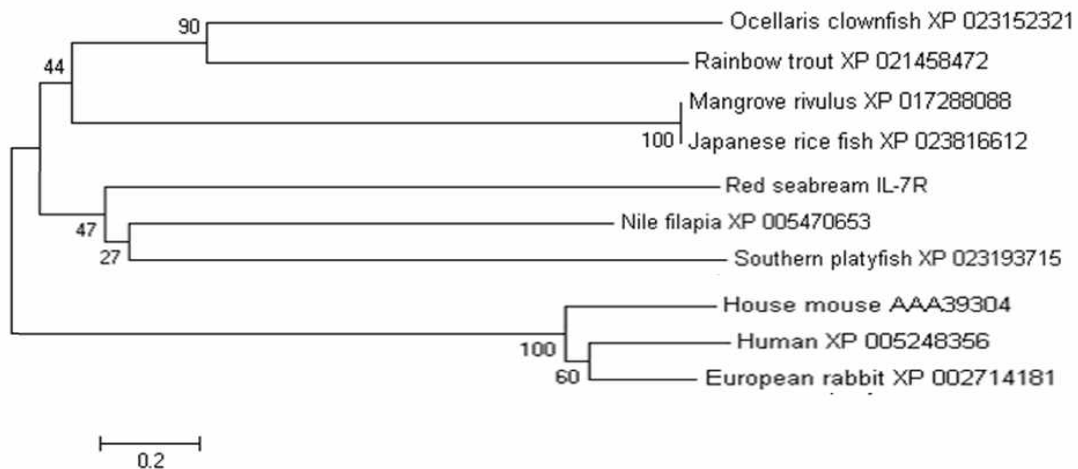 90
Ocellaris clownfish XP 023152321
Rainbow trout XP 021458472
44
Mangrove rivulus XP 017288088
100
Japanese rice fish XP 023816612
Red seabream IL-7R
47
Nile filapia XP 005470653
27
Southern platyfish XP 023193715
House mouse AAA39304
100
Human XP 005248356
60
European rabbit XP 002714181
0.2